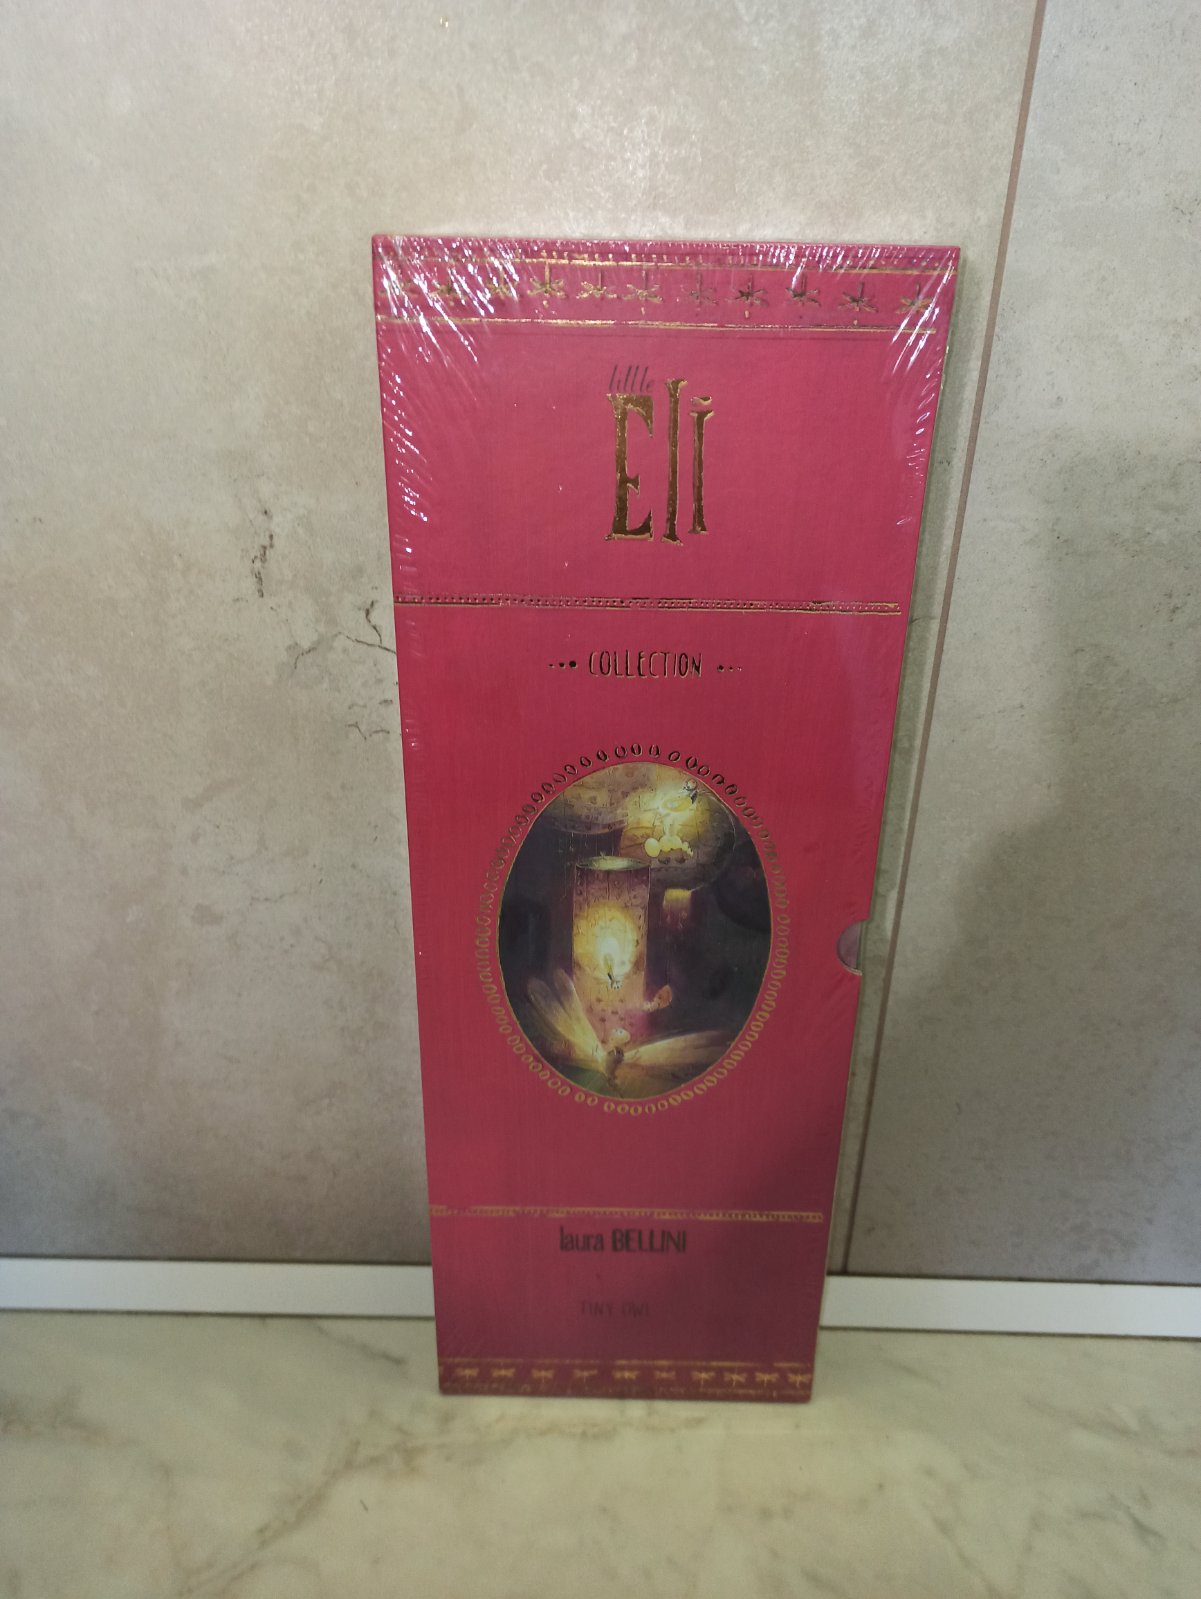 little
Eli
COLLECTION
laura BELLINI
TINY OWL